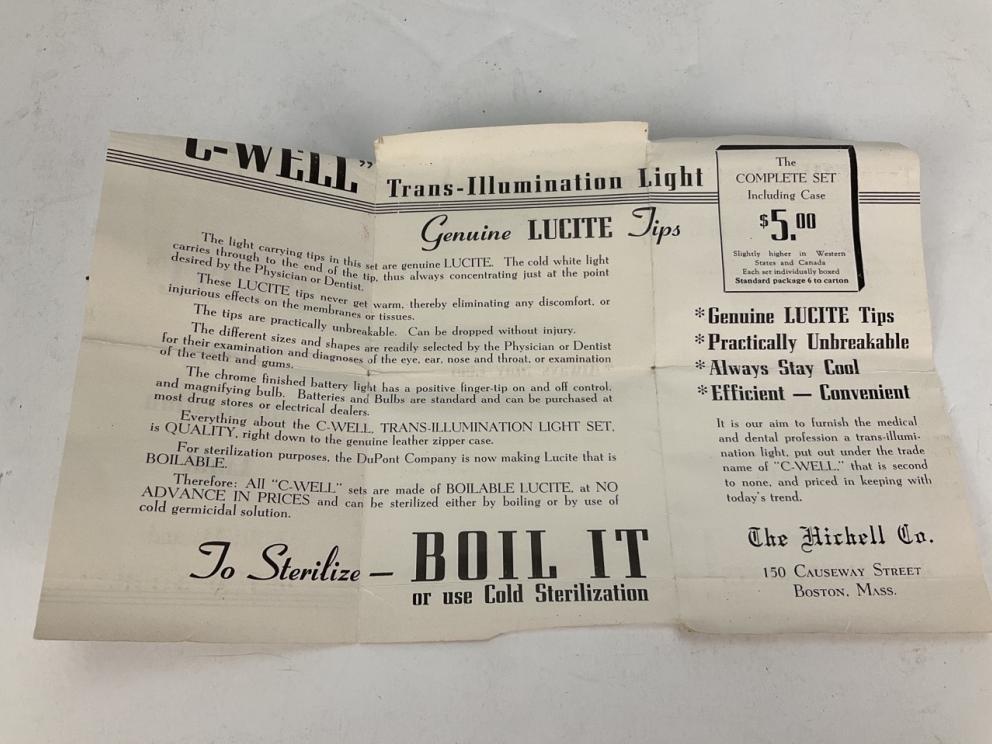 "C-WELL"
Trans-Illumination Light
Genuine LUCITE Tips
The light carrying tips in this set are genuine LUCITE. The cold white light
carries through to the end of the tip, thus always concentrating just at the point
desired by the Physician or Dentist.
These LUCITE tips never get warm, thereby eliminating any discomfort, or
injurious effects on the membranes or tissues.
The tips are practically unbreakable. Can be dropped without injury.
The different sizes and shapes are readily selected by the Physician or Dentist
for their examination and diagnoses of the eye, ear, nose and throat, or examination
of the teeth and gums.
The chrome finished battery light has a positive finger-tip on and off control,
and magnifying bulb. Batteries and Bulbs are standard and can be purchased at
most drug stores or electrical dealers.
Everything about the C-WELL, TRANS-ILLUMINATION LIGHT SET,
is QUALITY, right down to the genuine leather zipper case.
For sterilization purposes, the DuPont Company is now making Lucite that is
BOILABLE.
Therefore: All "C-WELL" sets are made of BOILABLE LUCITE, at NO
ADVANCE IN PRICES and can be sterilized either by boiling or by use of
cold germicidal solution.
To Sterilize — BOIL IT
or use Cold Sterilization
The
COMPLETE SET
Including Case
$5.00
Slightly higher in Western
States and Canada
Each set individually boxed
Standard package 6 to carton
*Genuine LUCITE Tips
*Practically Unbreakable
*Always Stay Cool
*Efficient — Convenient
It is our aim to furnish the medical
and dental profession a trans-illumi-
nation light, put out under the trade
name of "C-WELL," that is second
to none, and priced in keeping with
today's trend.
The Hichell Co.
150 Causeway Street
Boston, Mass.